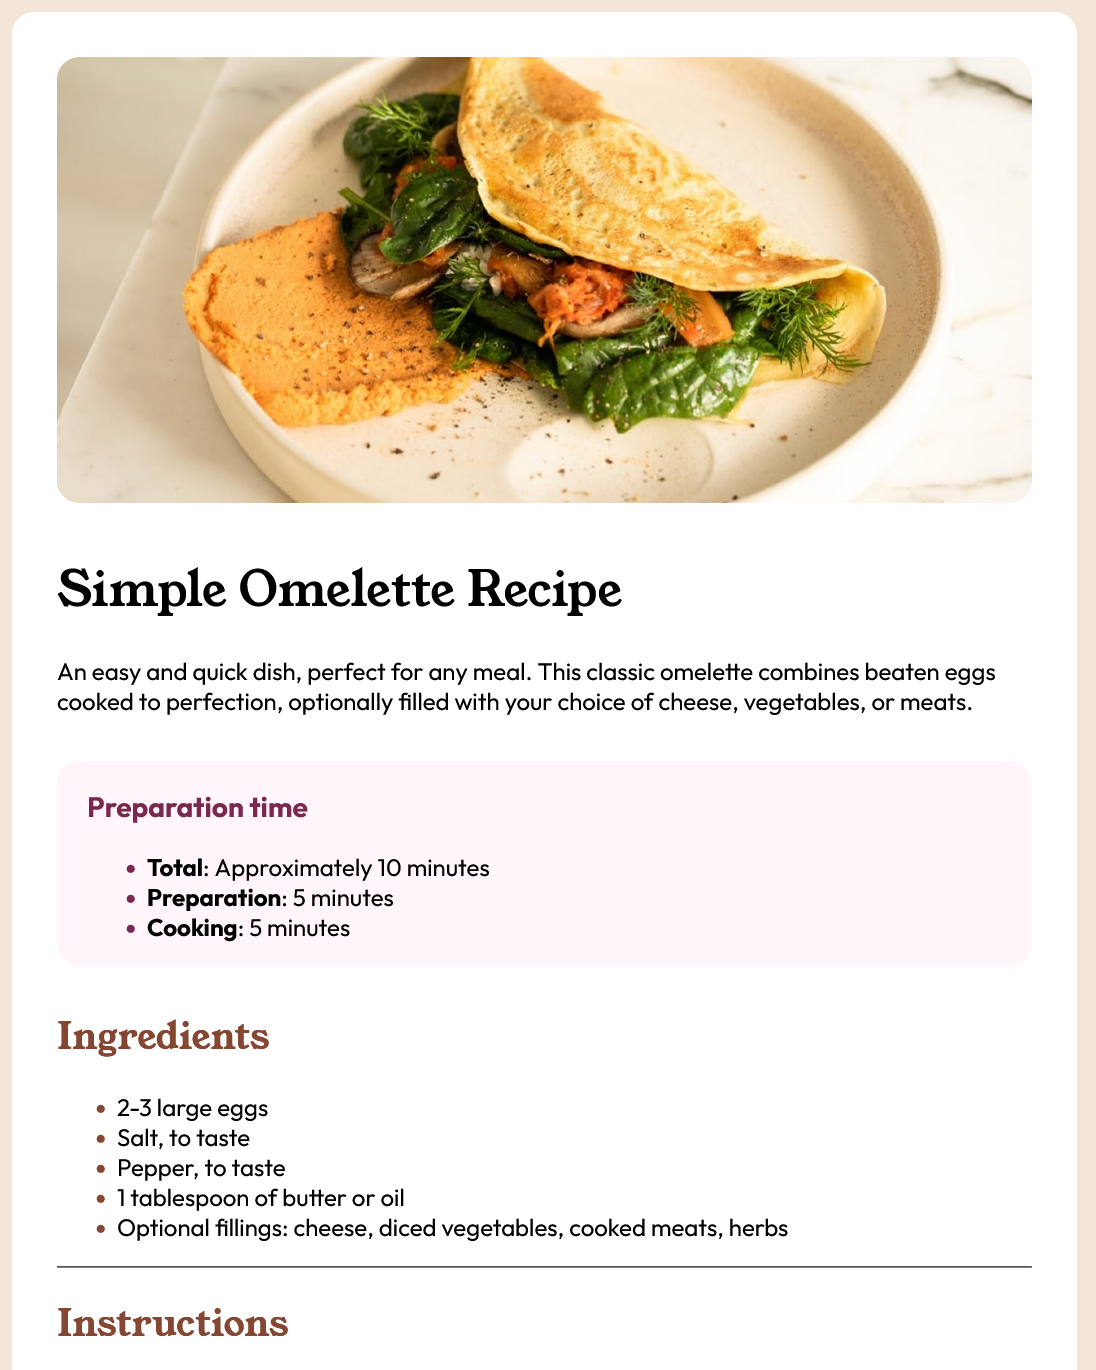 Simple Omelette Recipe
An easy and quick dish, perfect for any meal. This classic omelette combines beaten eggs
cooked to perfection, optionally filled with your choice of cheese, vegetables, or meats.
Preparation time
• Total: Approximately 10 minutes
• Preparation: 5 minutes
• Cooking: 5 minutes
Ingredients
• 2-3 large eggs
• Salt, to taste
• Pepper, to taste
• 1 tablespoon of butter or oil
• Optional fillings: cheese, diced vegetables, cooked meats, herbs
Instructions